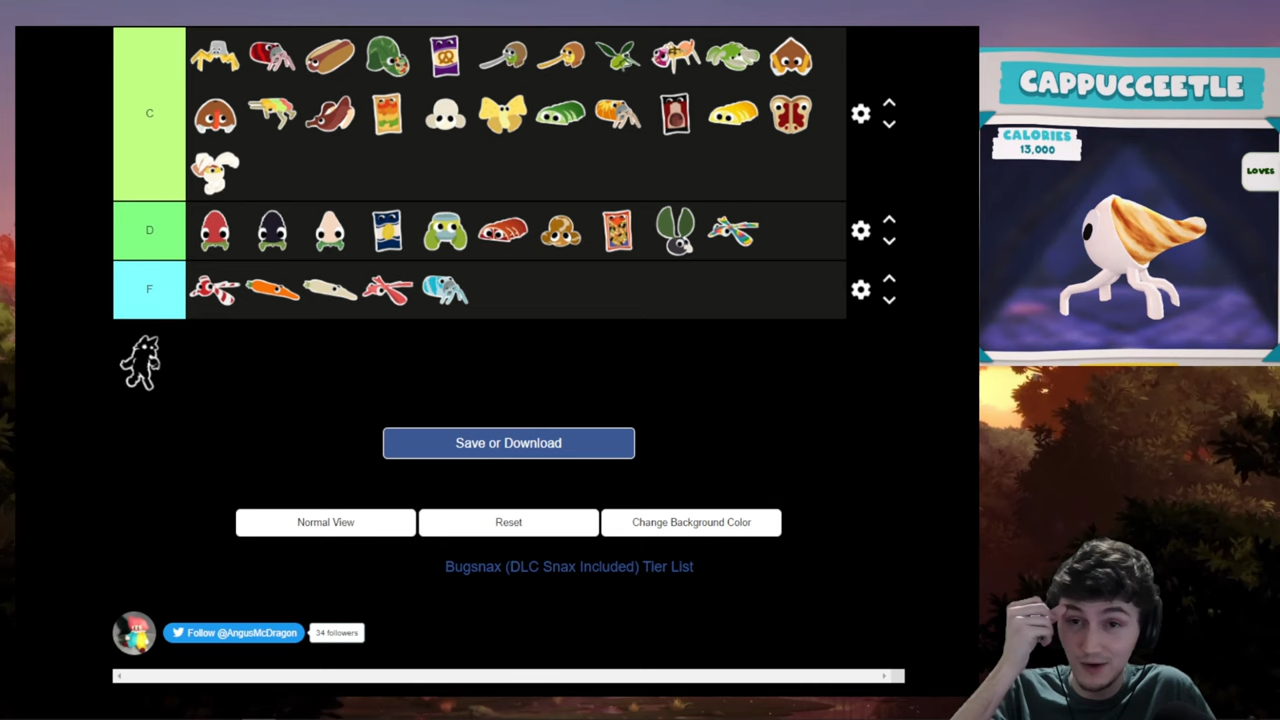 C
D
F
Save or Download
Normal View
Reset
Change Background Color
Bugsnax (DLC Snax Included) Tier List
Follow @AngusMcDragon
34 followers
CAPPUCCEETLE
CALORIES
13,000
LOVES